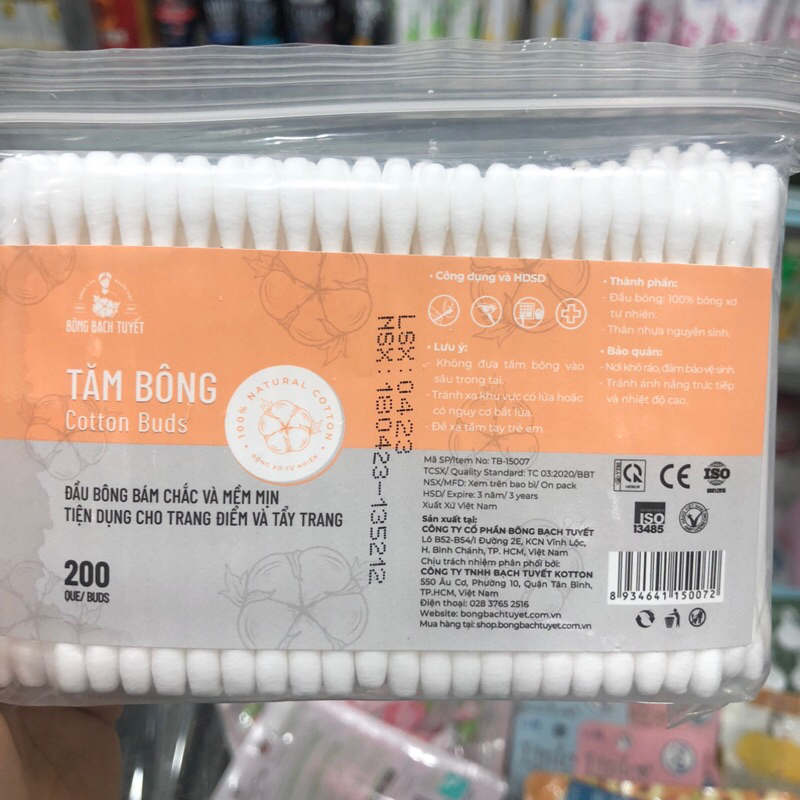 BÔNG BẠCH TUYẾT
TĂM BÔNG
Cotton Buds
100% NATURAL COTTON
BÔNG XƠ TỰ NHIÊN
ĐẦU BÔNG BÁM CHẮC VÀ MỀM MỊN
TIỆN DỤNG CHO TRANG ĐIỂM VÀ TẨY TRANG
200
QUE/ BUDS
LSX: 0423
NSX: 180423-135212
• Công dụng và HDSD
• Lưu ý:
- Không đưa tăm bông vào
sâu trong tai.
- Tránh xa khu vực có lửa hoặc
có nguy cơ bắt lửa.
- Để xa tầm tay trẻ em.
• Thành phần:
- Đầu bông: 100% bông xơ
tự nhiên.
- Thân nhựa nguyên sinh.
• Bảo quản:
- Nơi khô ráo, đảm bảo vệ sinh.
- Tránh ánh nắng trực tiếp
và nhiệt độ cao.
Mã SP/Item No: TB-15007
TCSX/ Quality Standard: TC 03:2020/BBT
NSX/MFD: Xem trên bao bì/ On pack
HSD/ Expire: 3 năm/ 3 years
Xuất Xứ Việt Nam
Sản xuất tại:
CÔNG TY CỔ PHẦN BÔNG BẠCH TUYẾT
Lô B52-B54/1 Đường 2E, KCN Vĩnh Lộc,
H. Bình Chánh, TP. HCM, Việt Nam
Chịu trách nhiệm phân phối bởi:
CÔNG TY TNHH BẠCH TUYẾT KOTTON
550 Âu Cơ, Phường 10, Quận Tân Bình,
TP.HCM, Việt Nam
Điện thoại: 028 3765 2516
Website: bongbachtuyet.com.vn
Mua hàng tại: shop.bongbachtuyet.com.vn
CE
ISO
ISO
13485
8 934641 150072